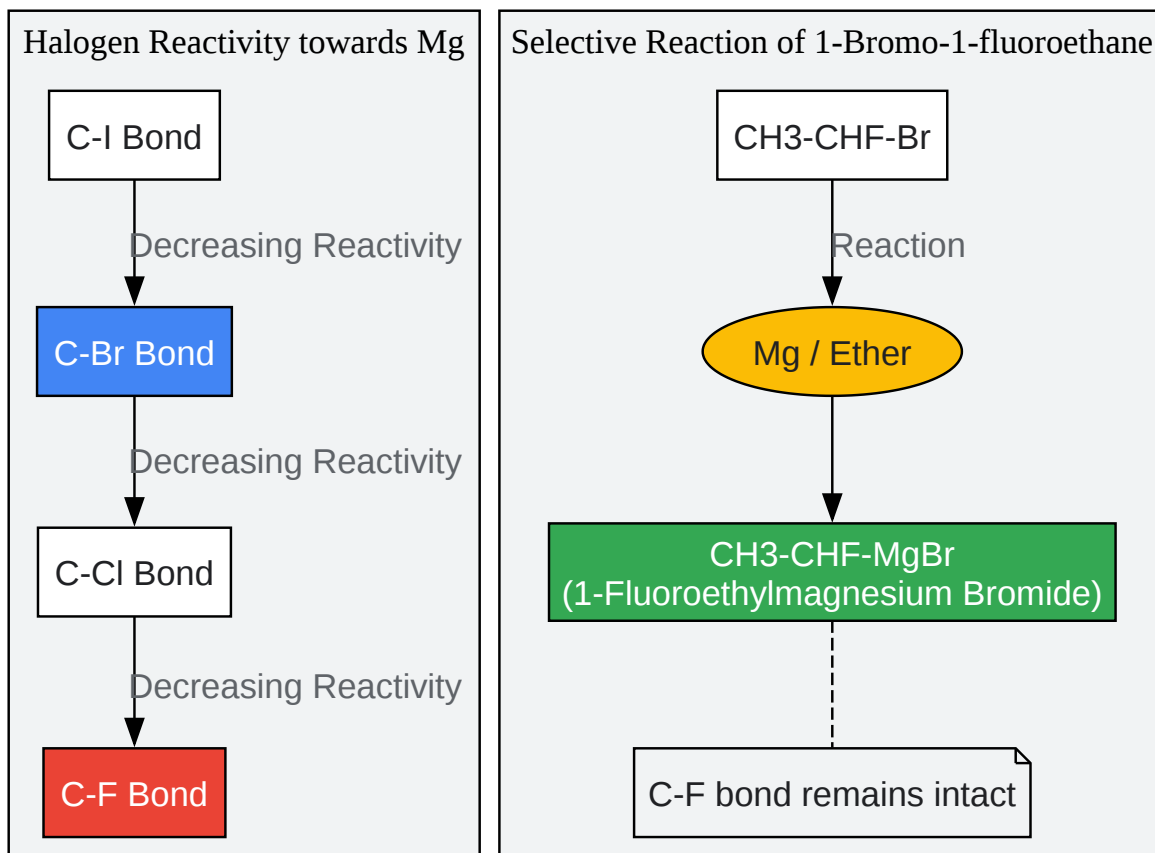 Halogen Reactivity towards Mg
C-I Bond
Decreasing Reactivity
C-Br Bond
Decreasing Reactivity
C-Cl Bond
Decreasing Reactivity
C-F Bond
Selective Reaction of 1-Bromo-1-fluoroethane
CH3-CHF-Br
Reaction
Mg / Ether
CH3-CHF-MgBr
(1-Fluoroethylmagnesium Bromide)
C-F bond remains intact